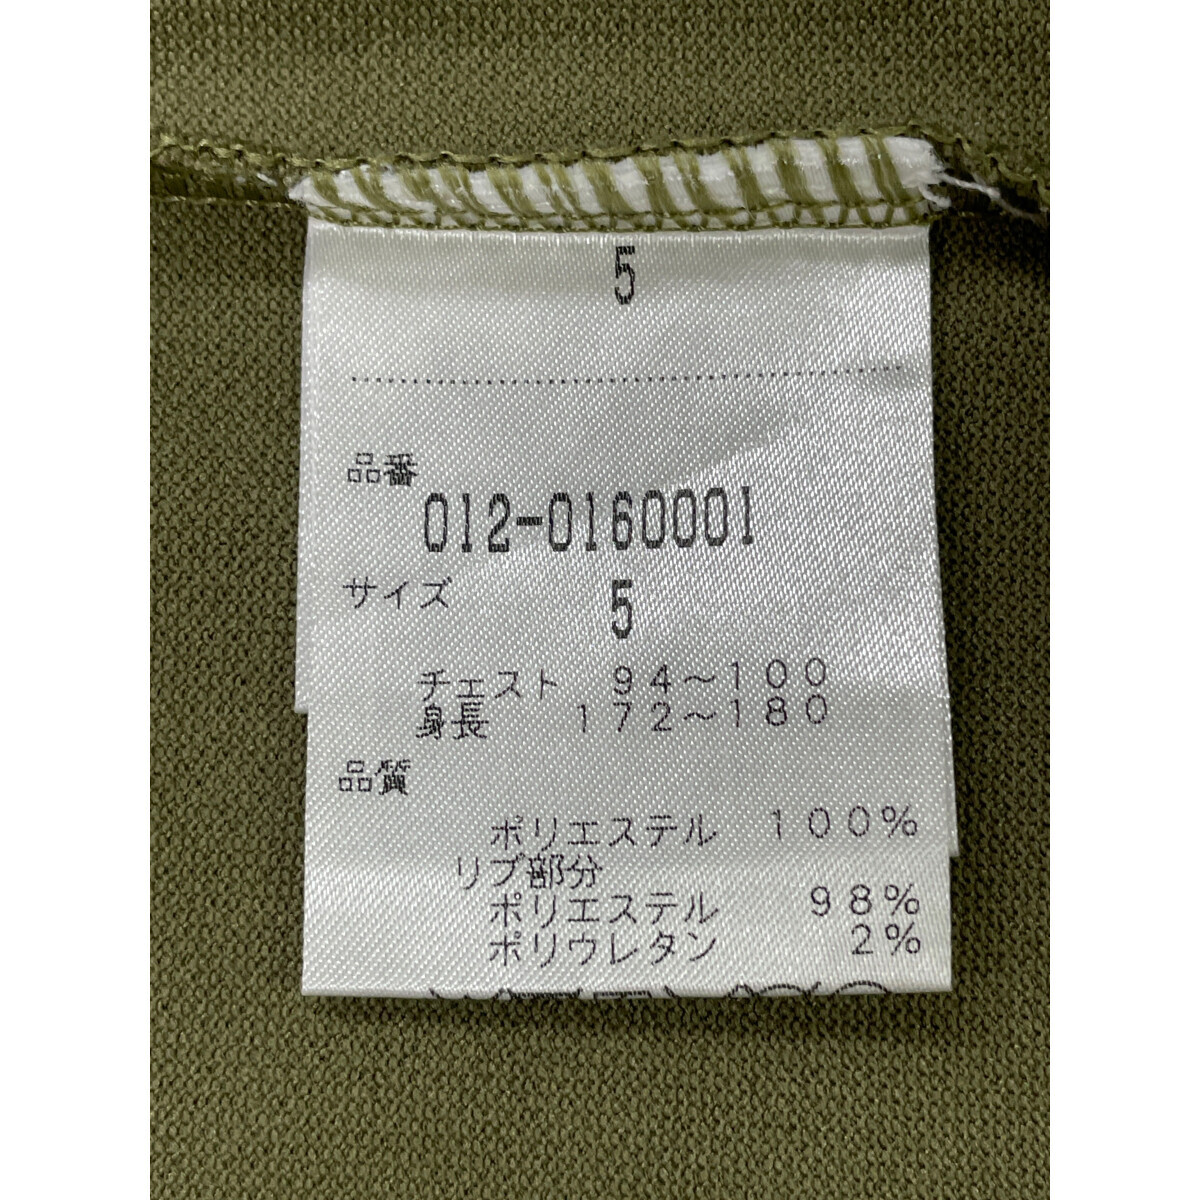 5
品番
012-0160001
サイズ 5
チェスト 94~100
身長 172~180
品質
ポリエステル 100%
リブ部分
ポリエステル 98%
ポリウレタン 2%